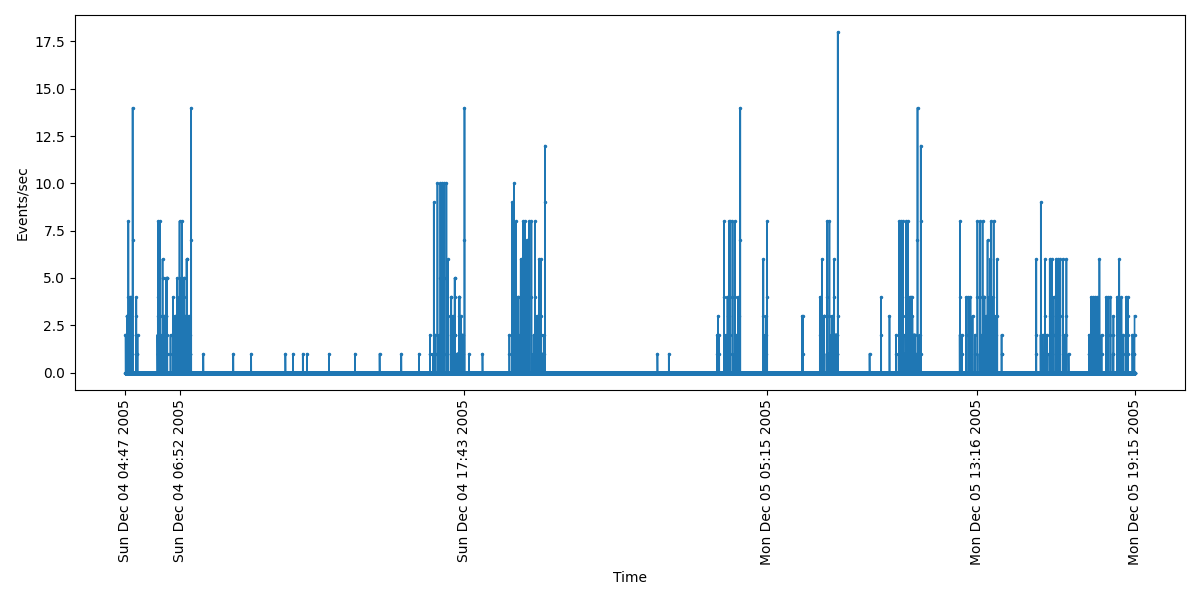 17.5
15.0
12.5
10.0
7.5
5.0
2.5
0.0
Events/sec
Sun Dec 04 04:47 2005
Sun Dec 04 06:52 2005
Sun Dec 04 17:43 2005
Mon Dec 05 05:15 2005
Mon Dec 05 13:16 2005
Mon Dec 05 19:15 2005
Time